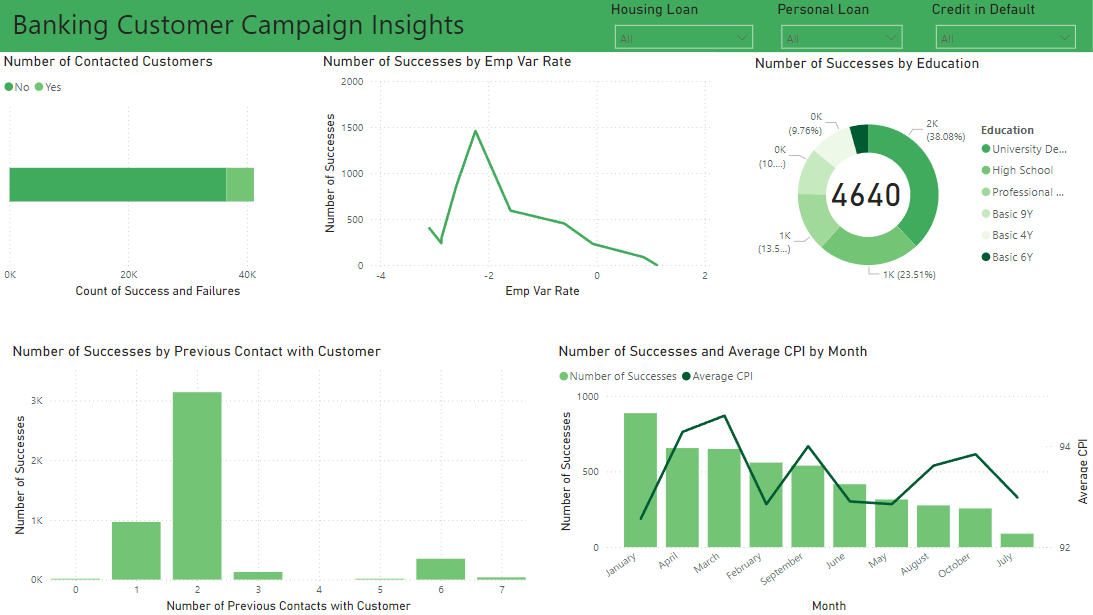 Banking Customer Campaign Insights
Housing Loan
All
Personal Loan
All
Credit in Default
All
Number of Contacted Customers
No Yes
0K 20K 40K
Count of Success and Failures
Number of Successes by Emp Var Rate
Number of Successes
2000
1500
1000
500
0
-4 -2 0 2
Emp Var Rate
Number of Successes by Education
0K
(9.76%)
0K
(10....)
1K
(13.5...)
2K
(38.08%)
1K (23.51%)
4640
Education
University De...
High School
Professional ...
Basic 9Y
Basic 4Y
Basic 6Y
Number of Successes by Previous Contact with Customer
Number of Successes
3K
2K
1K
0K
0 1 2 3 4 5 6 7
Number of Previous Contacts with Customer
Number of Successes and Average CPI by Month
Number of Successes Average CPI
Number of Successes
1000
500
0
94
92
Average CPI
January April March February September June May August October July
Month